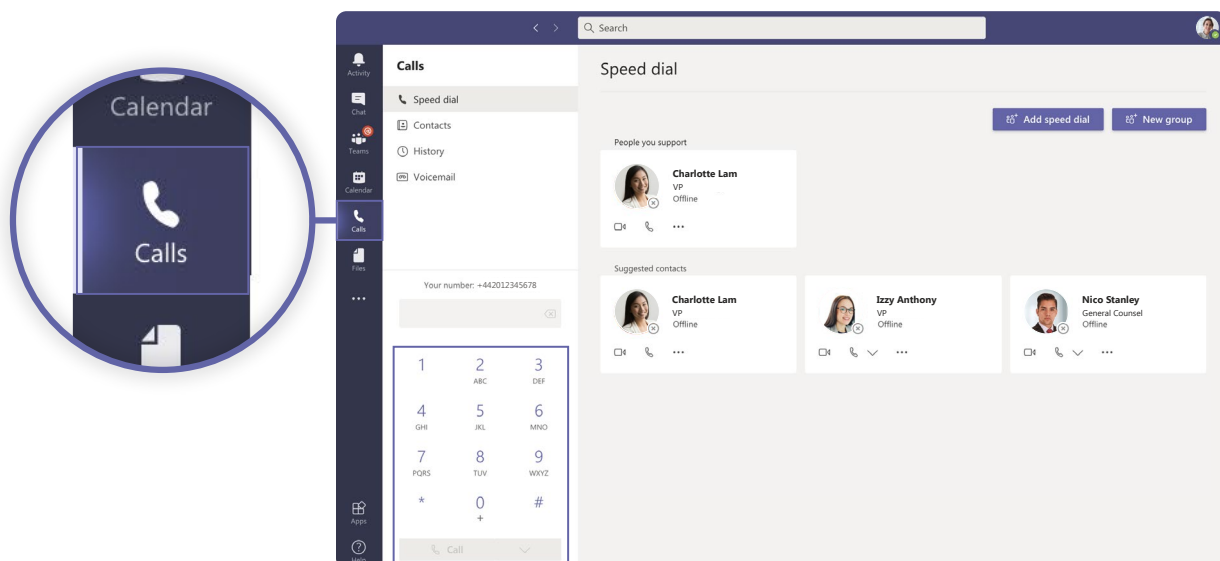 Calendar
Calls
Search
Activity
Chat
Teams
Calendar
Calls
Files
Apps
Help
Calls
Speed dial
Contacts
History
Voicemail
Your number: +442012345678
1 2 3
ABC DEF
4 5 6
GHI JKL MNO
7 8 9
PQRS TUV WXYZ
* 0 #
+
Call
Speed dial
Add speed dial New group
People you support
Charlotte Lam
VP
Offline
Suggested contacts
Charlotte Lam
VP
Offline
Izzy Anthony
VP
Offline
Nico Stanley
General Counsel
Offline